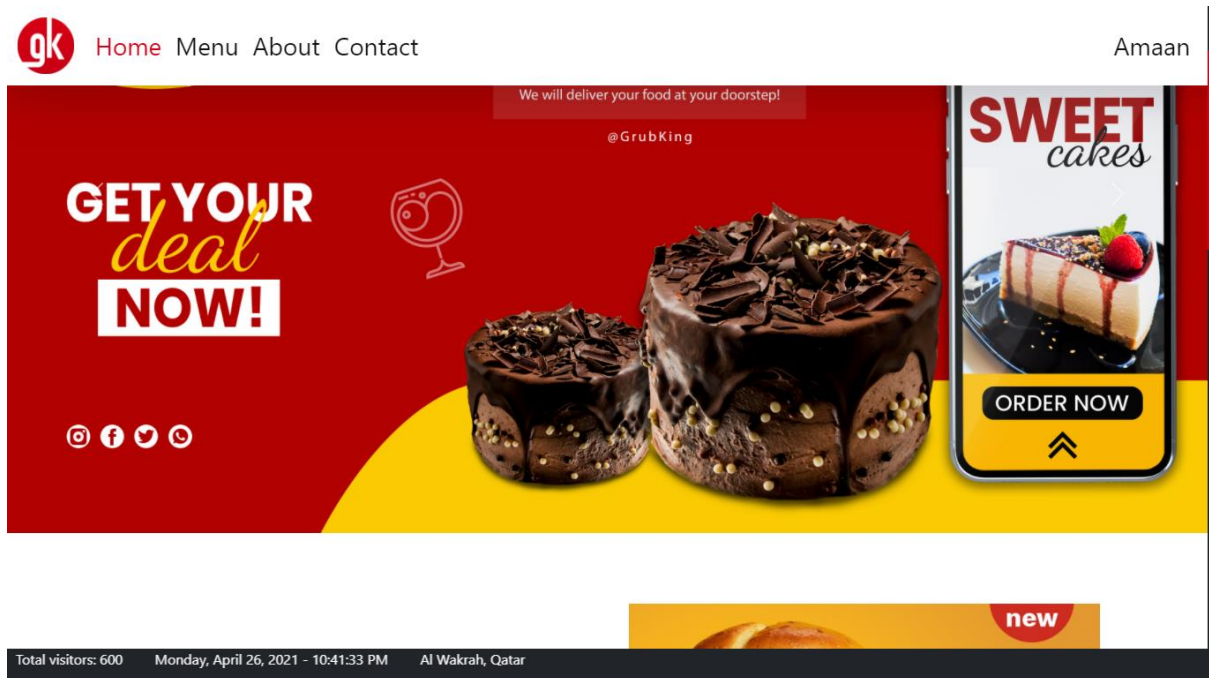 gk Home Menu About Contact Amaan
We will deliver your food at your doorstep!
@GrubKing
SWEET
cakes
GET YOUR
deal
NOW!
ORDER NOW
new
Total visitors: 600 Monday, April 26, 2021 - 10:41:33 PM Al Wakrah, Qatar